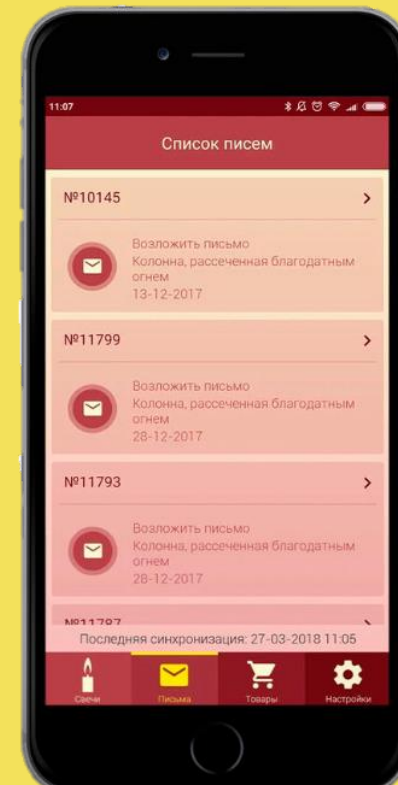 11:07
Список писем
№10145
Возложить письмо
Колонна, рассеченная благодатным
огнем
13-12-2017
№11799
Возложить письмо
Колонна, рассеченная благодатным
огнем
28-12-2017
№11793
Возложить письмо
Колонна, рассеченная благодатным
огнем
28-12-2017
№11787
Последняя синхронизация: 27-03-2018 11:05
Свечи Письма Товары Настройки